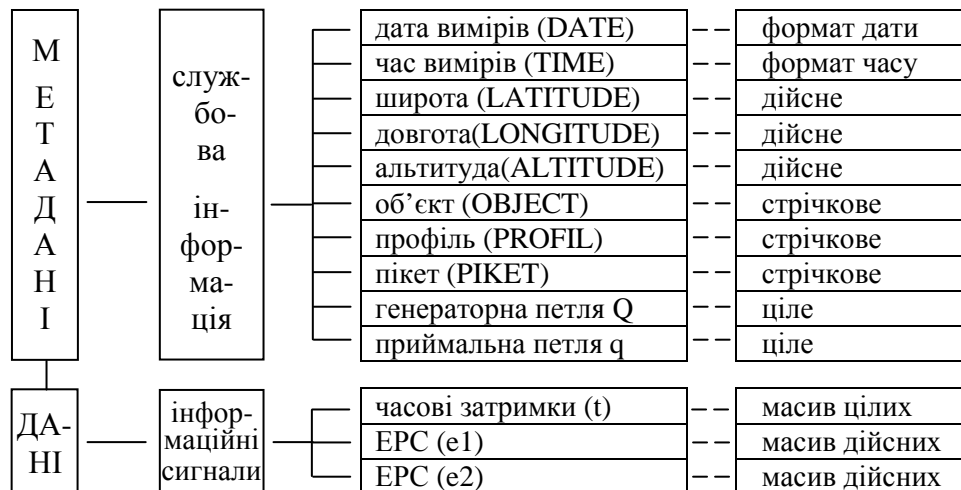 М
Е
Т
А
Д
А
Н
І
служ-
бо-
ва
ін-
фор-
ма-
ція
дата вимірів (DATE) формат дати
час вимірів (TIME) формат часу
широта (LATITUDE) дійсне
довгота(LONGITUDE) дійсне
альтитуда(ALTITUDE) дійсне
об’єкт (OBJECT) стрічкове
профіль (PROFIL) стрічкове
пікет (PIKET) стрічкове
генераторна петля Q ціле
приймальна петля q ціле
ДА-
НІ
інфор-
маційні
сигнали
часові затримки (t) масив цілих
ЕРС (e1) масив дійсних
ЕРС (e2) масив дійсних